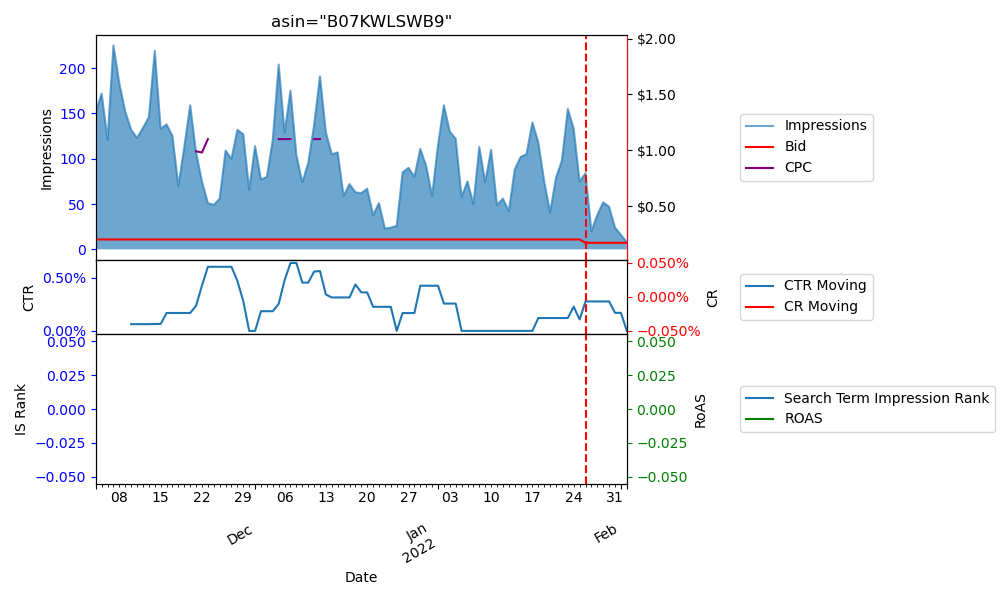 asin="B07KWLSWB9"
Impressions
200
150
100
50
0
$2.00
$1.50
$1.00
$0.50
Impressions
Bid
CPC
CTR
0.50%
0.00%
0.050%
0.000%
−0.050%
CR
CTR Moving
CR Moving
IS Rank
0.050
0.025
0.000
−0.025
−0.050
0.050
0.025
0.000
−0.025
−0.050
RoAS
Search Term Impression Rank
ROAS
08 15 22 29 06 13 20 27 03 10 17 24 31
Dec
Jan
2022
Feb
Date